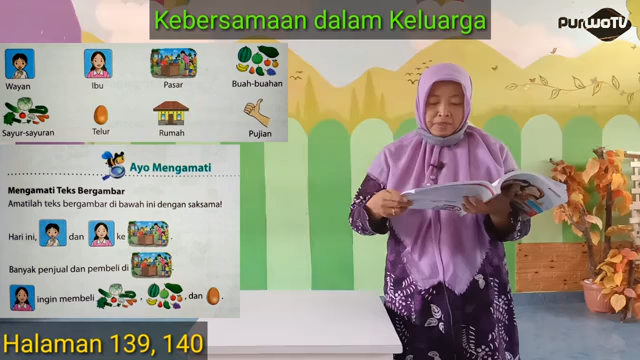 Kebersamaan dalam Keluarga
PURWOTV
Wayan Ibu Pasar Buah-buahan
Sayur-sayuran Telur Rumah Pujian
Ayo Mengamati
Mengamati Teks Bergambar
Amatilah teks bergambar di bawah ini dengan saksama!
Hari ini, dan ke .
Banyak penjual dan pembeli di
ingin membeli , , dan .
Halaman 139, 140